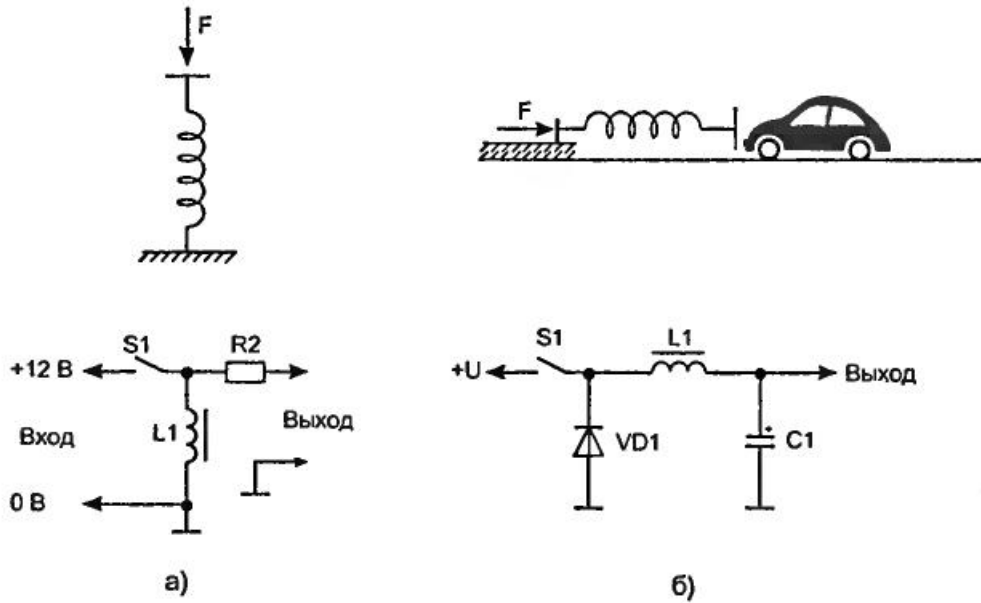 F
F
S1
R2
+12 В
L1
Вход
Выход
0 В
а)
S1
L1
+U
Выход
VD1
+
C1
б)